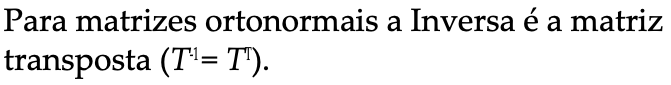 Para matrizes ortonormais a Inversa é a matriz
transposta (T⁻¹= Tᵀ).